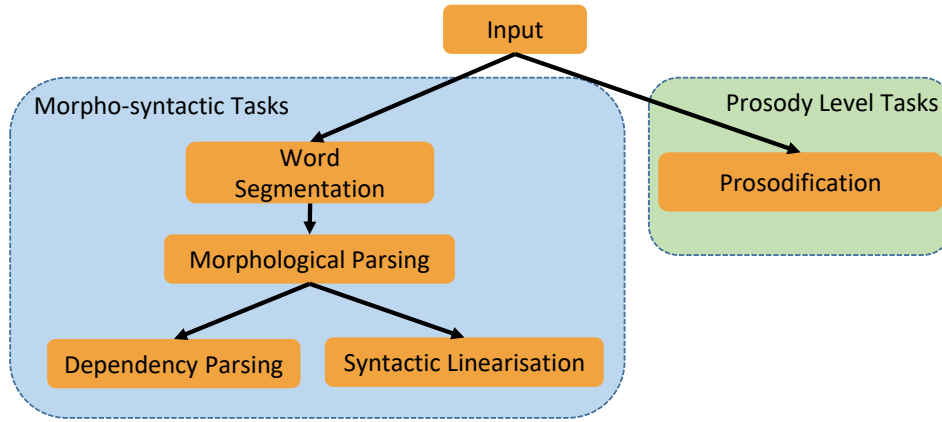 Input
Morpho-syntactic Tasks
Prosody Level Tasks
Word
Segmentation
Prosodification
Morphological Parsing
Dependency Parsing
Syntactic Linearisation